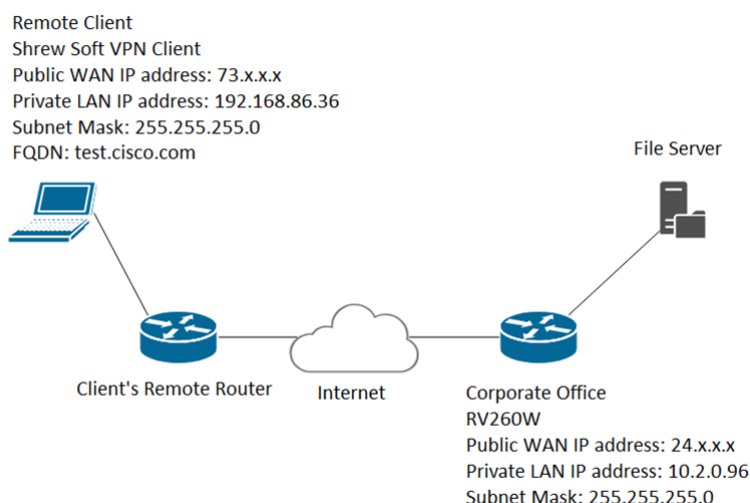 Remote Client
Shrew Soft VPN Client
Public WAN IP address: 73.x.x.x
Private LAN IP address: 192.168.86.36
Subnet Mask: 255.255.255.0
FQDN: test.cisco.com
File Server
Client's Remote Router
Internet
Corporate Office
RV260W
Public WAN IP address: 24.x.x.x
Private LAN IP address: 10.2.0.96
Subnet Mask: 255.255.255.0